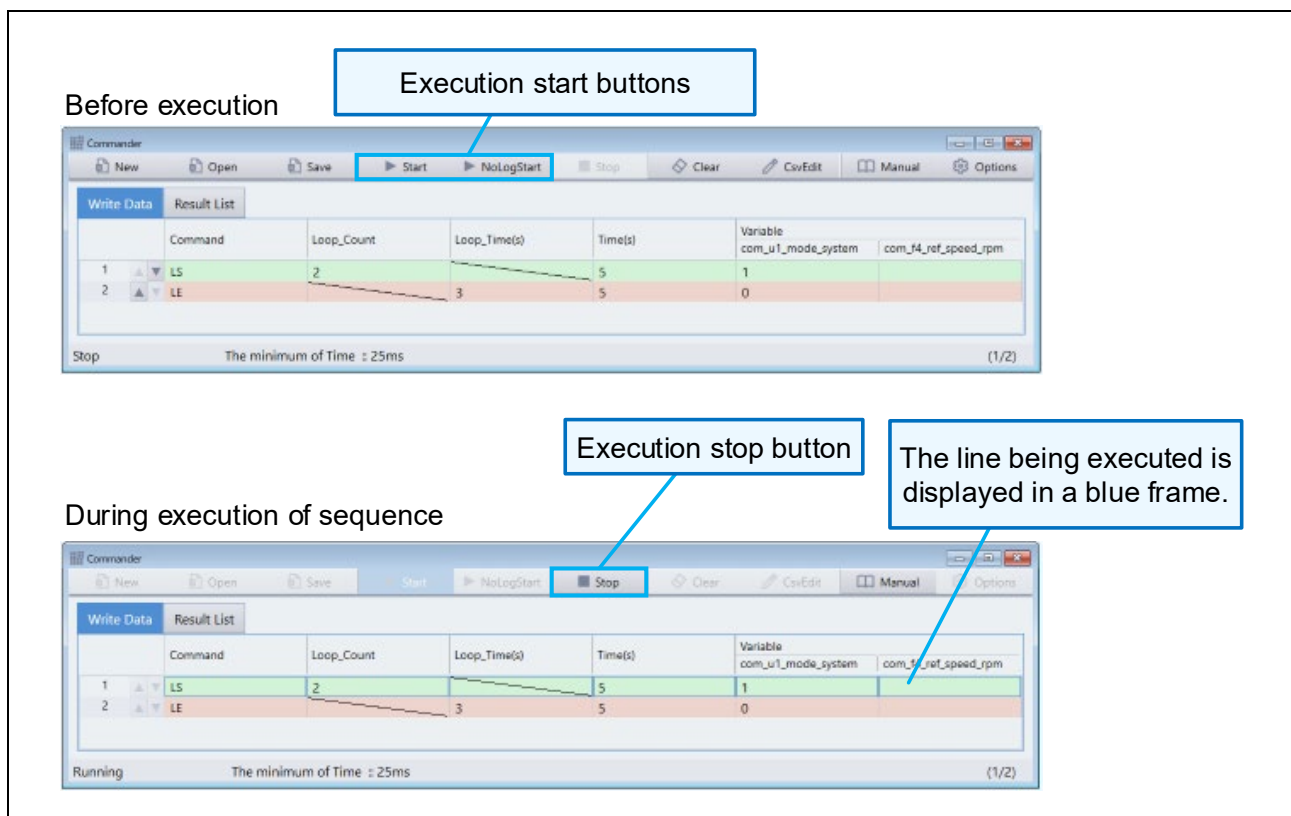 Execution start buttons
Before execution
Commander
New Open Save Start NoLogStart Stop Clear CsvEdit Manual Options
Write Data Result List
Command Loop_Count Loop_Time(s) Time(s) Variable
com_u1_mode_system com_f4_ref_speed_rpm
1 LS 2 5 1
2 LE 3 5 0
Stop The minimum of Time : 25ms (1/2)
Execution stop button
The line being executed is
displayed in a blue frame.
During execution of sequence
Commander
New Open Save Start NoLogStart Stop Clear CsvEdit Manual Options
Write Data Result List
Command Loop_Count Loop_Time(s) Time(s) Variable
com_u1_mode_system com_f4_ref_speed_rpm
1 LS 2 5 1
2 LE 3 5 0
Running The minimum of Time : 25ms (1/2)